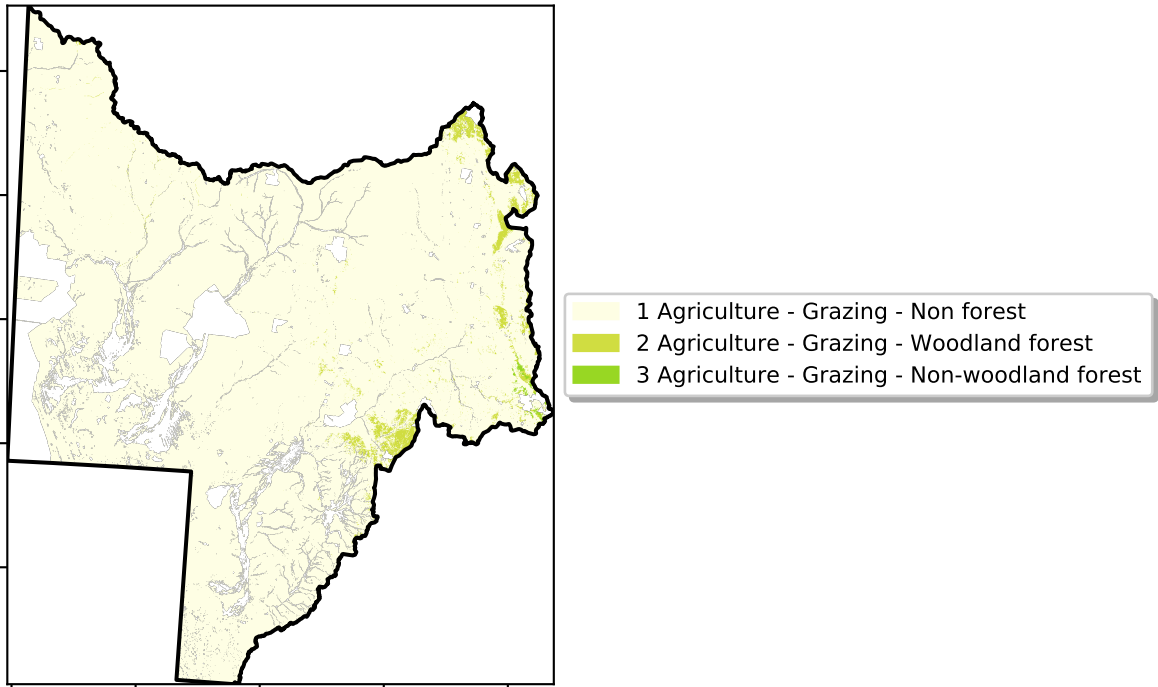 1 Agriculture - Grazing - Non forest
2 Agriculture - Grazing - Woodland forest
3 Agriculture - Grazing - Non-woodland forest